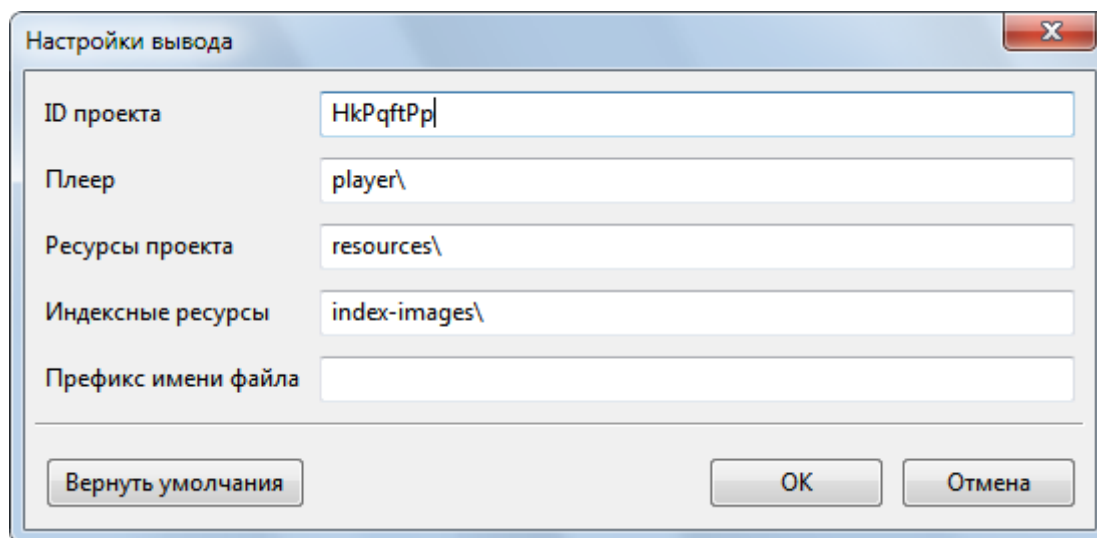 Настройки вывода
ID проекта HkPqftPp
Плеер player\
Ресурсы проекта resources\
Индексные ресурсы index-images\
Префикс имени файла
Вернуть умолчания OK Отмена